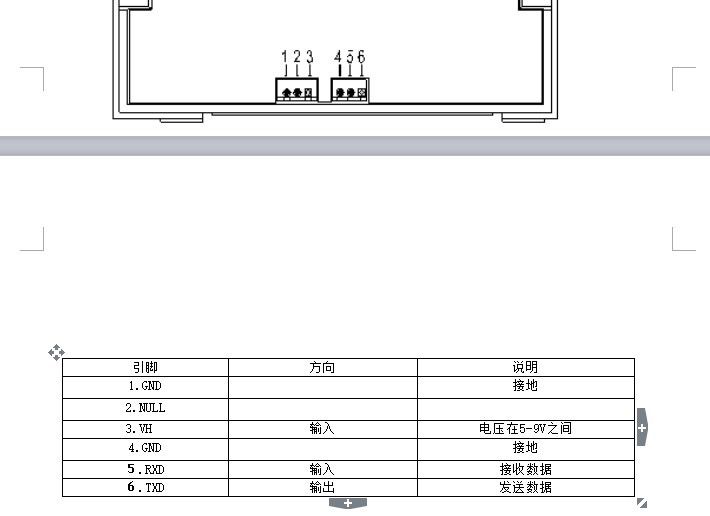 1 2 3 4 5 6
引脚 方向 说明
1.GND 接地
2.NULL
3.VH 输入 电压在5-9V之间
4.GND 接地
5.RXD 输入 接收数据
6.TXD 输出 发送数据